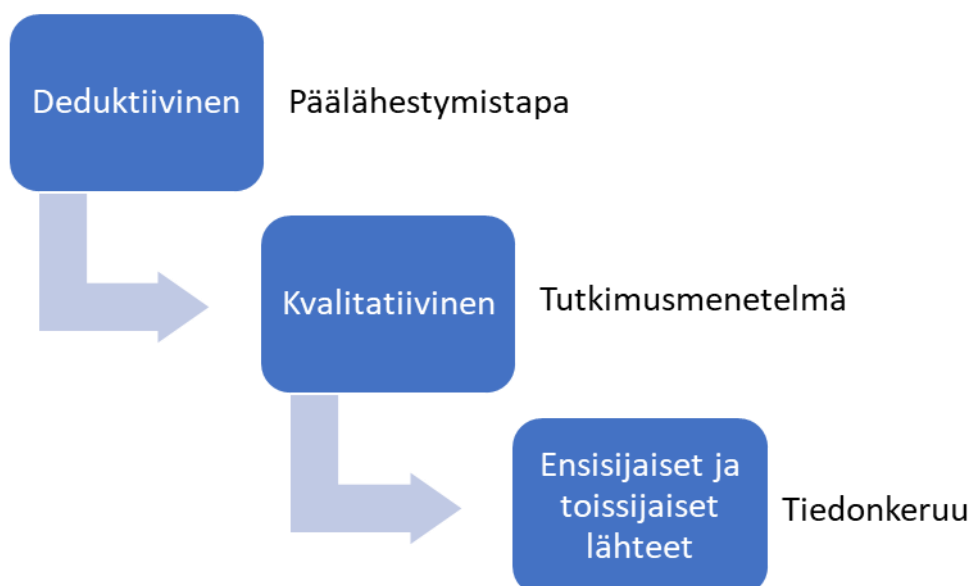 Deduktiivinen
Päälähestymistapa
Kvalitatiivinen
Tutkimusmenetelmä
Ensisijaiset ja
toissijaiset
lähteet
Tiedonkeruu